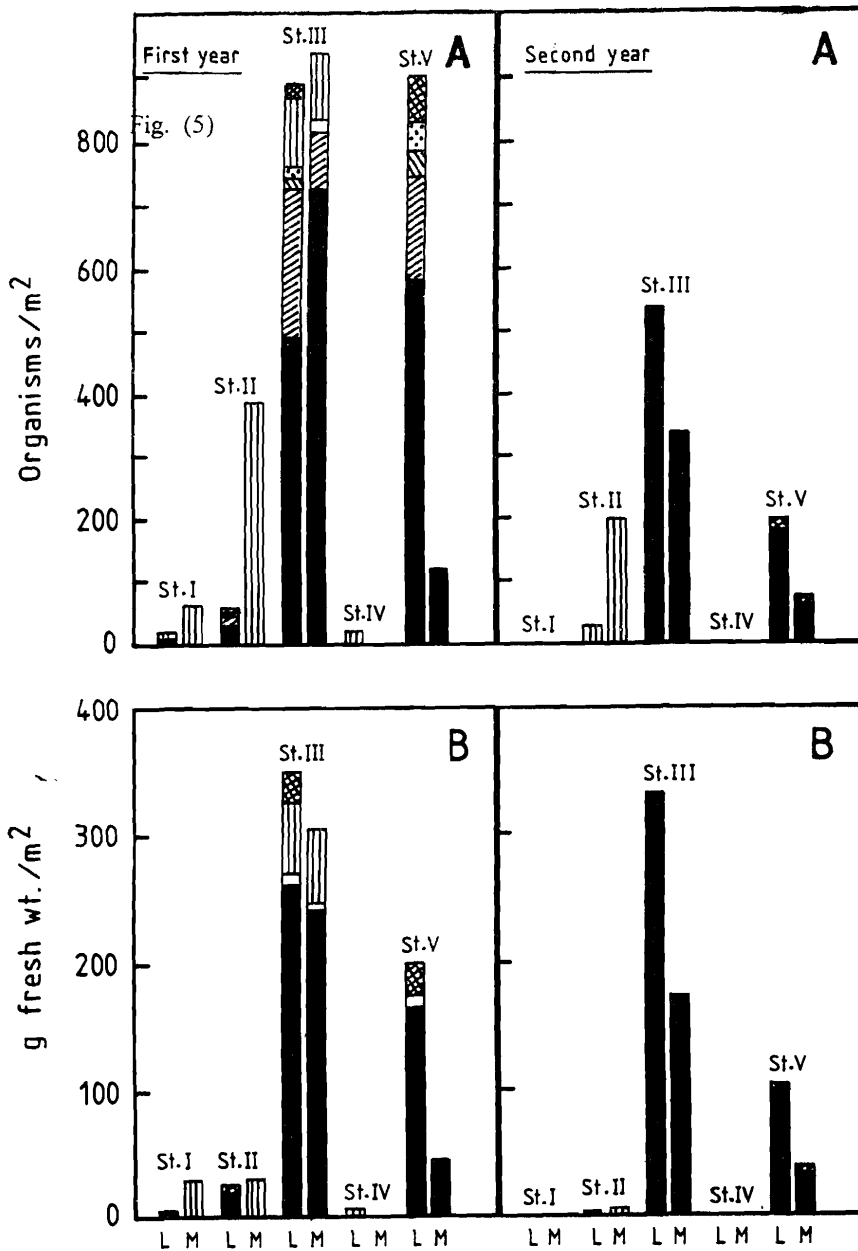 First year
St.III
A
St.V
Second year
A
Fig. (5)
800
600
400
200
0
Organisms/m²
St.II
St.I
St.IV
St.III
St.II
St.V
St.I
St.IV
400
300
200
100
0
g fresh wt./m²
St.III
B
St.V
St.I
St.II
St.IV
St.III
B
St.V
St.II
St.I
St.IV
L M L M L M L M L M
L M L M L M L M L M